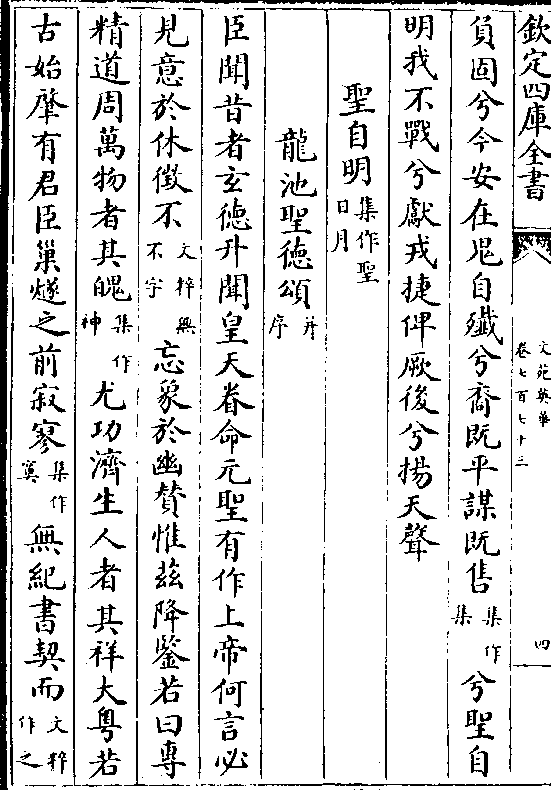 欽定四庫全書
文苑英華
卷七百七十三
四
負固兮今安在鬼自殲兮裔既平謀既售集作集兮聖自
明我不戰兮獻戎捷俾厥後兮揚天聲
聖自明集作聖日月
龍池聖德頌并序
臣聞昔者玄德升聞皇天眷命元聖有作上帝何言必
見意於休徵不文粹無不字忘象於幽贊惟茲降鑒若曰專
精道周萬物者其魄集作神尤功濟生人者其祥大粤若
古始肇有君臣巢燧之前寂寥集作寞無紀書契而文粹作之